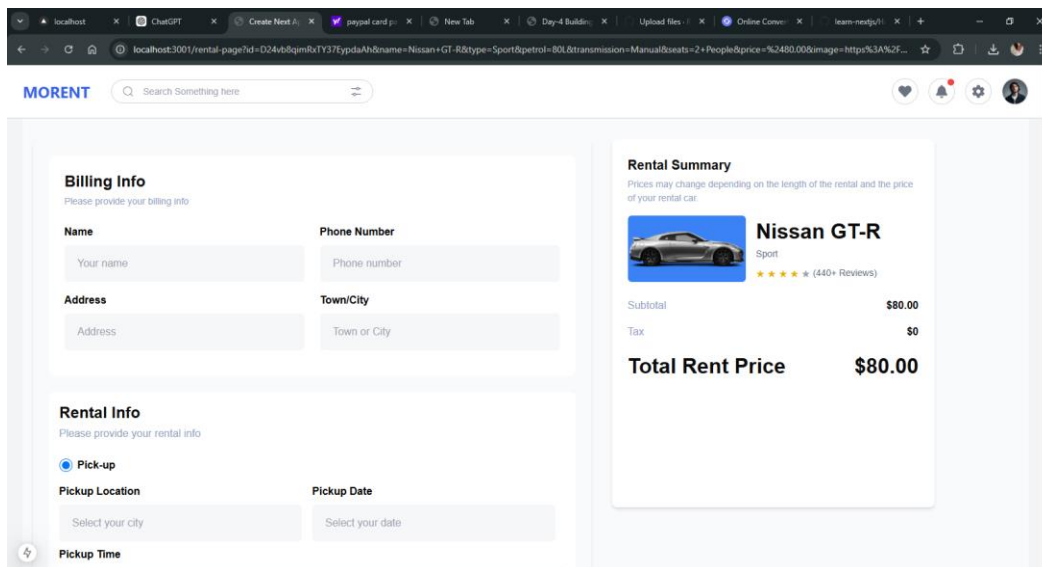 localhost
ChatGPT
Create Next A
paypal card p
New Tab
Day-4 Building
Upload files
Online Conver
learn-nextjs/
localhost:3001/rental-page?id=D24vb8qimRxTY37EypdaAh&name=Nissan+GT-R&type=Sport&petrol=80L&transmission=Manual&seats=2+People&price=%2480.00&image=https%3A%2F...
MORENT
Search Something here
Billing Info
Please provide your billing info
Name
Phone Number
Your name
Phone number
Address
Town/City
Address
Town or City
Rental Info
Please provide your rental info
Pick-up
Pickup Location
Pickup Date
Select your city
Select your date
Pickup Time
Rental Summary
Prices may change depending on the length of the rental and the price
of your rental car.
Nissan GT-R
Sport
(440+ Reviews)
Subtotal
$80.00
Tax
$0
Total Rent Price
$80.00